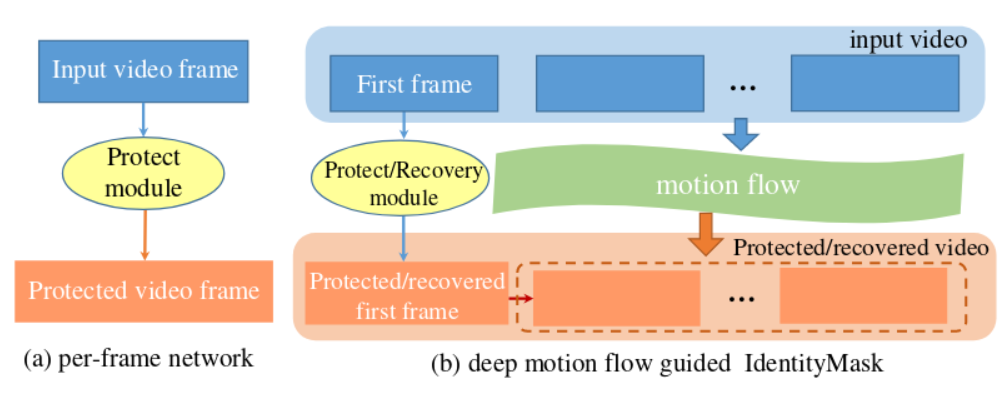 Input video frame
Protect
module
Protected video frame
(a) per-frame network
input video
First frame
...
Protect/Recovery
module
motion flow
Protected/recovered video
Protected/recovered
first frame
...
(b) deep motion flow guided IdentityMask